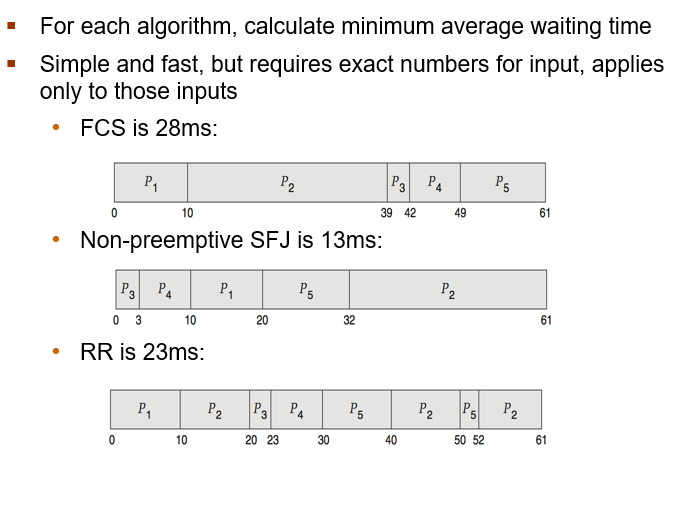 ▪ For each algorithm, calculate minimum average waiting time
▪ Simple and fast, but requires exact numbers for input, applies
only to those inputs
• FCS is 28ms:
P1 P2 P3 P4 P5
0 10 39 42 49 61
• Non-preemptive SFJ is 13ms:
P3 P4 P1 P5 P2
0 3 10 20 32 61
• RR is 23ms:
P1 P2 P3 P4 P5 P2 P5 P2
0 10 20 23 30 40 50 52 61